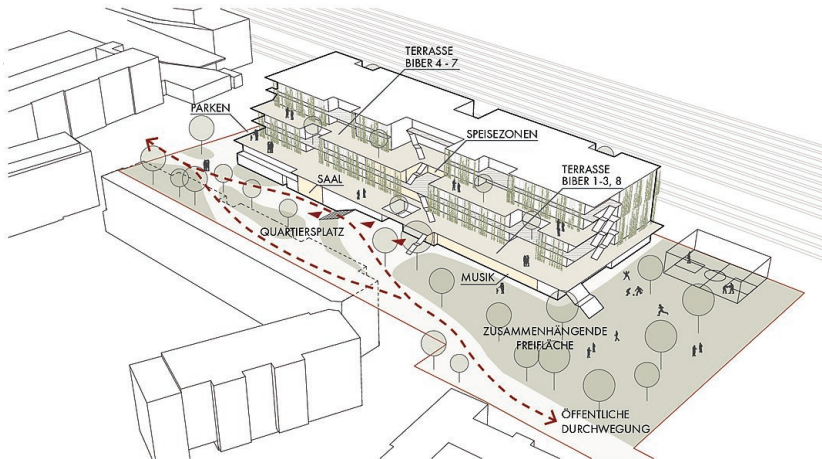 TERRASSE
BIBER 4 - 7
PARKEN
SPEISEZONEN
TERRASSE
BIBER 1-3, 8
SAAL
QUARTIERSPLATZ
MUSIK
ZUSAMMENHÄNGENDE
FREIFLÄCHE
ÖFFENTLICHE
DURCHWEGUNG